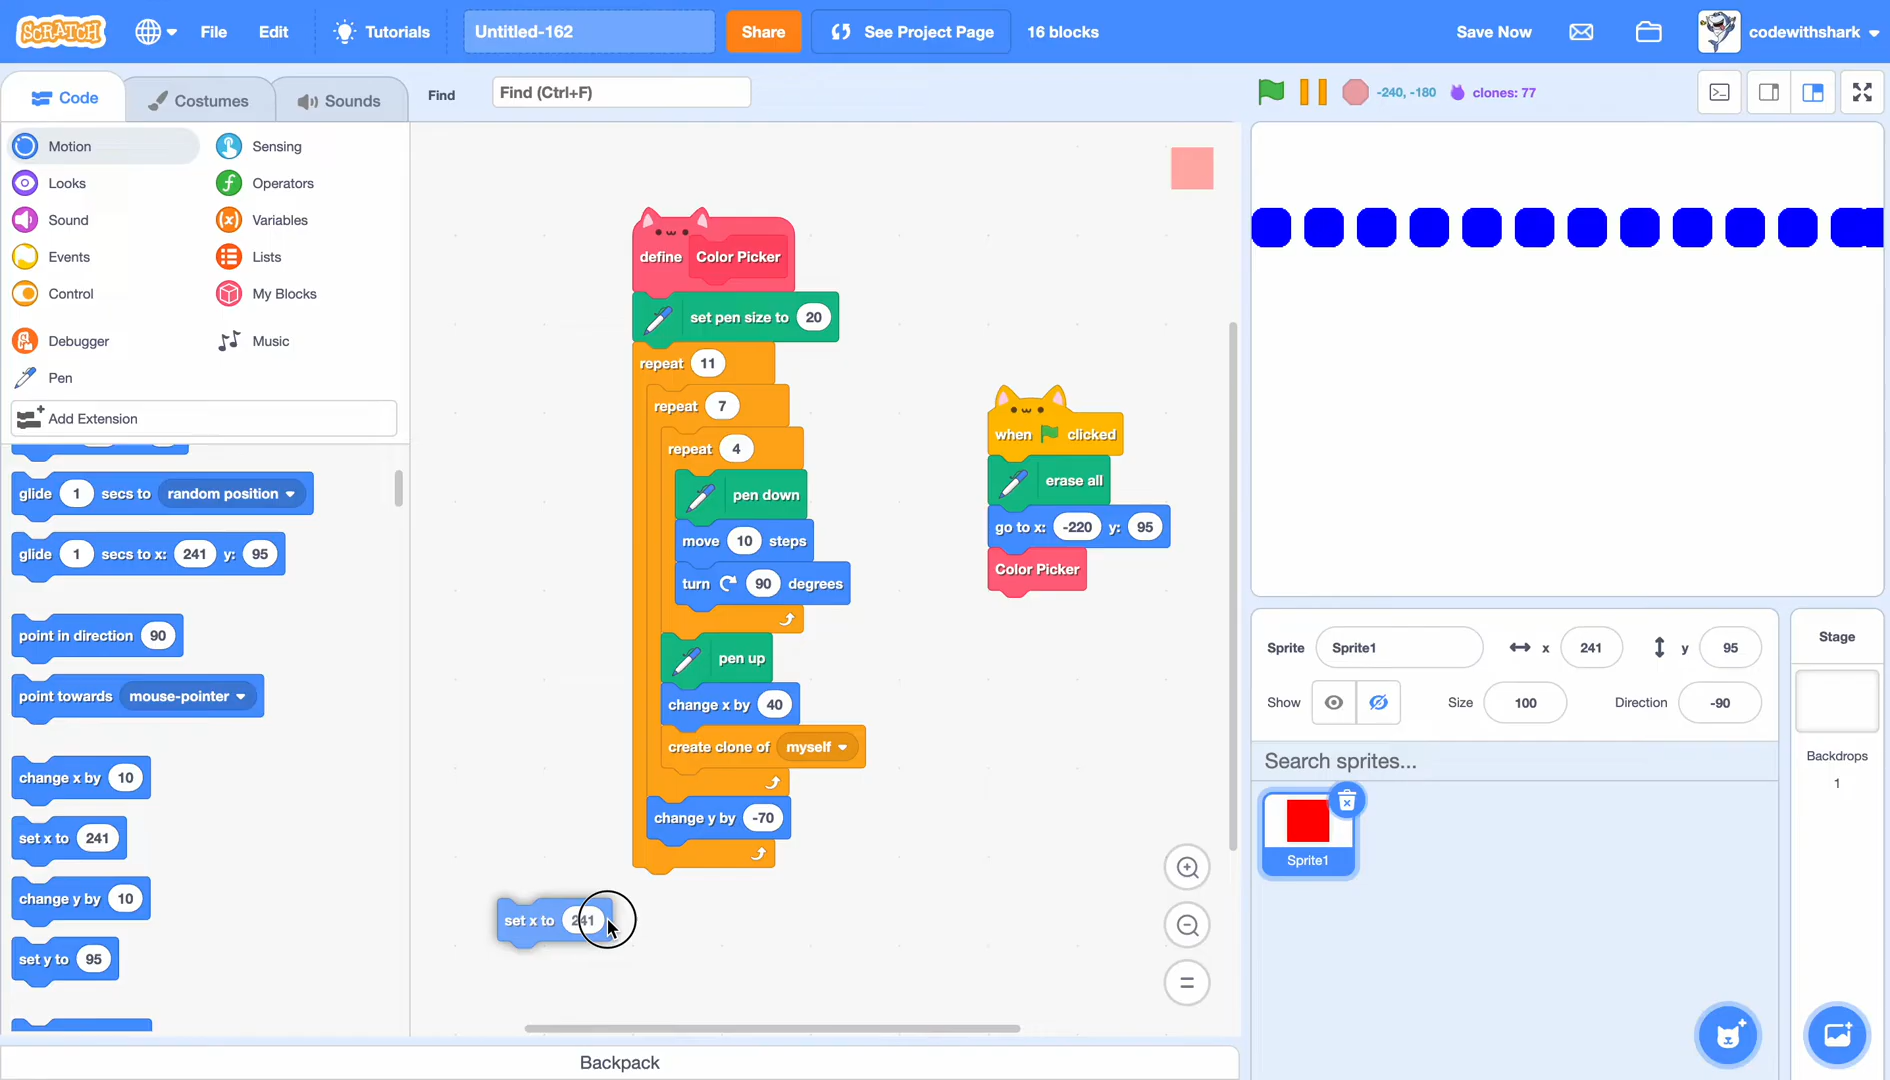 SCRATCH File Edit Tutorials Untitled-162 Share See Project Page 16 blocks Save Now codewithshark
Code Costumes Sounds Find Find (Ctrl+F) -240, -180 clones: 77
Motion Sensing
Looks Operators
Sound Variables
Events Lists
Control My Blocks
Debugger Music
Pen
Add Extension
glide 1 secs to random position
glide 1 secs to x: 241 y: 95
point in direction 90
point towards mouse-pointer
change x by 10
set x to 241
change y by 10
set y to 95
define Color Picker
set pen size to 20
repeat 11
repeat 7
repeat 4
pen down
move 10 steps
turn 90 degrees
pen up
change x by 40
create clone of myself
change y by -70
set x to 241
when clicked
erase all
go to x: -220 y: 95
Color Picker
Sprite Sprite1 x 241 y 95
Show Size 100 Direction -90
Search sprites...
Sprite1
Stage
Backdrops
1
Backpack